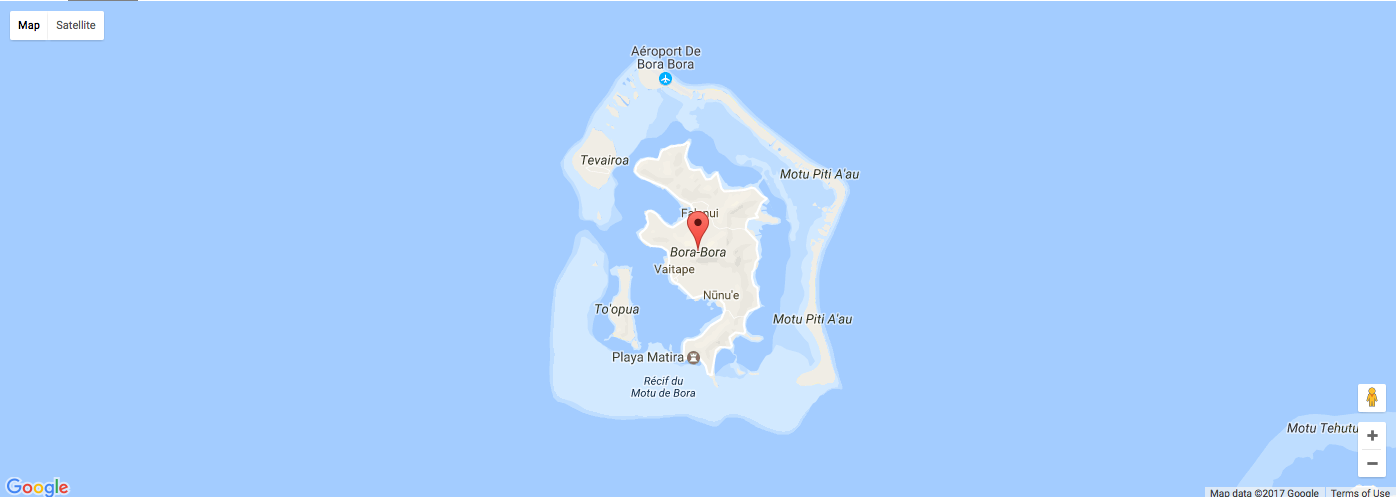 Map Satellite
Aéroport De
Bora Bora
Tevairoa
Motu Piti A'au
Bora-Bora
Vaitape
Nūnu'e
To'opua
Motu Piti A'au
Playa Matira
Récif du
Motu de Bora
Motu Tehutu
Google
Map data ©2017 Google Terms of Use